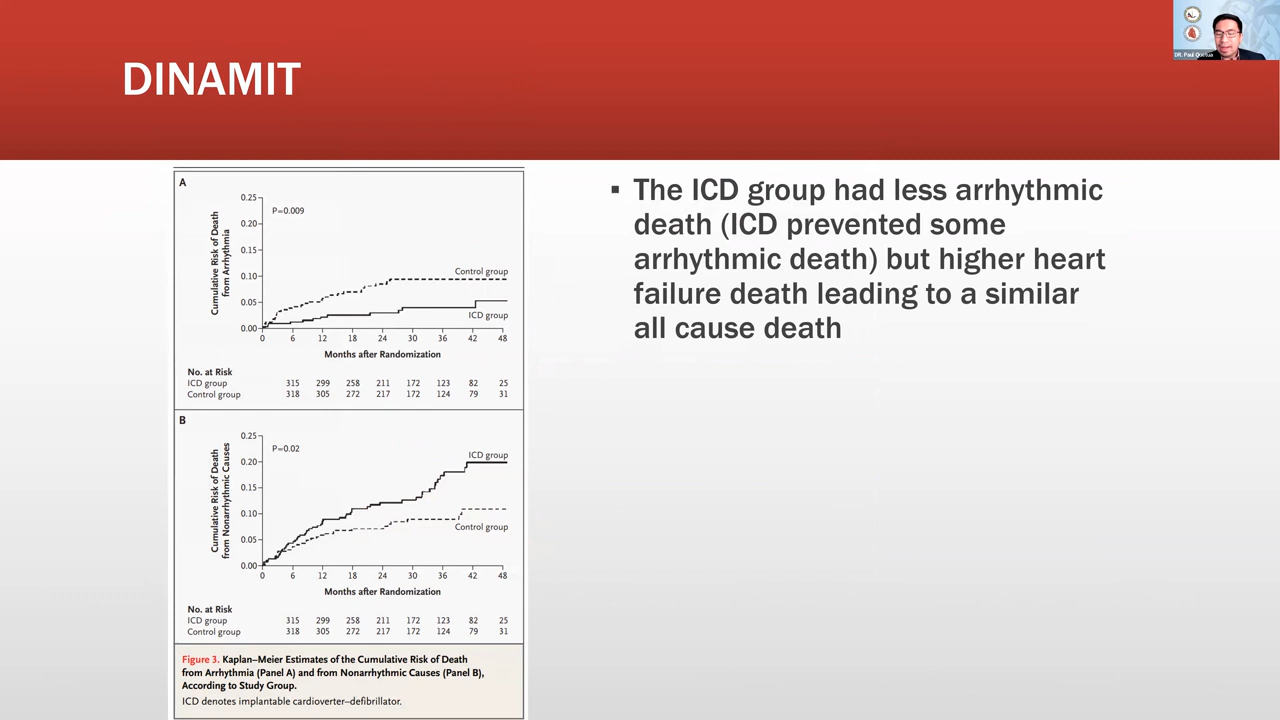 DINAMIT
DR. Paul Quetua
A
0.25
0.20
0.15
0.10
0.05
0.00
Cumulative Risk of Death
from Arrhythmia
P=0.009
Control group
ICD group
0 6 12 18 24 30 36 42 48
Months after Randomization
No. at Risk
ICD group 315 299 258 211 172 123 82 25
Control group 318 305 272 217 172 124 79 31
B
0.25
0.20
0.15
0.10
0.05
0.00
Cumulative Risk of Death
from Nonarrhythmic Causes
P=0.02
ICD group
Control group
0 6 12 18 24 30 36 42 48
Months after Randomization
No. at Risk
ICD group 315 299 258 211 172 123 82 25
Control group 318 305 272 217 172 124 79 31
Figure 3. Kaplan–Meier Estimates of the Cumulative Risk of Death
from Arrhythmia (Panel A) and from Nonarrhythmic Causes (Panel B),
According to Study Group.
ICD denotes implantable cardioverter–defibrillator.
▪ The ICD group had less arrhythmic
death (ICD prevented some
arrhythmic death) but higher heart
failure death leading to a similar
all cause death